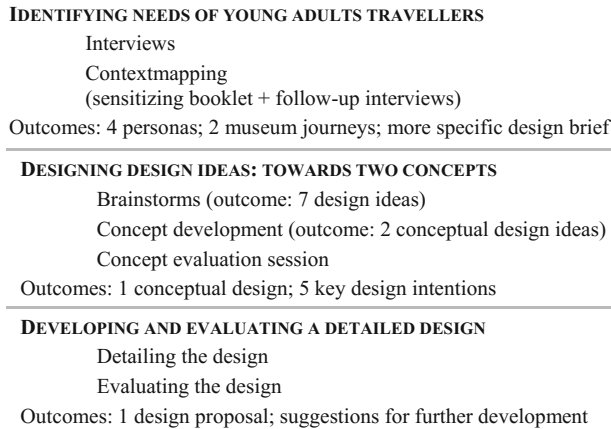 IDENTIFYING NEEDS OF YOUNG ADULTS TRAVELLERS
Interviews
Contextmapping
(sensitizing booklet + follow-up interviews)
Outcomes: 4 personas; 2 museum journeys; more specific design brief
DESIGNING DESIGN IDEAS: TOWARDS TWO CONCEPTS
Brainstorms (outcome: 7 design ideas)
Concept development (outcome: 2 conceptual design ideas)
Concept evaluation session
Outcomes: 1 conceptual design; 5 key design intentions
DEVELOPING AND EVALUATING A DETAILED DESIGN
Detailing the design
Evaluating the design
Outcomes: 1 design proposal; suggestions for further development